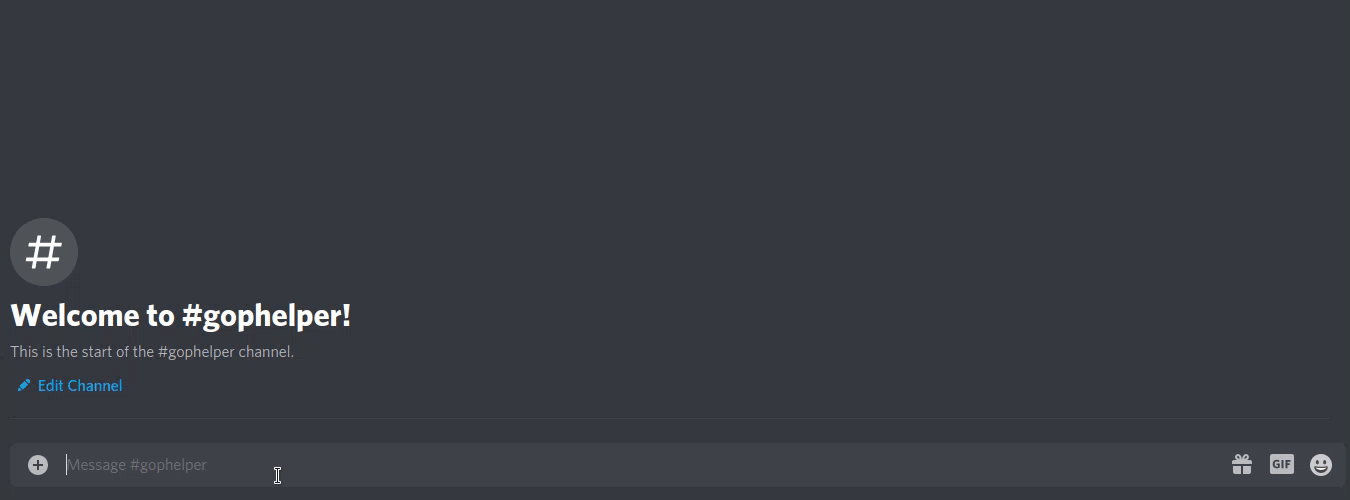 #
Welcome to #gophelper!
This is the start of the #gophelper channel.
Edit Channel
Message #gophelper
GIF